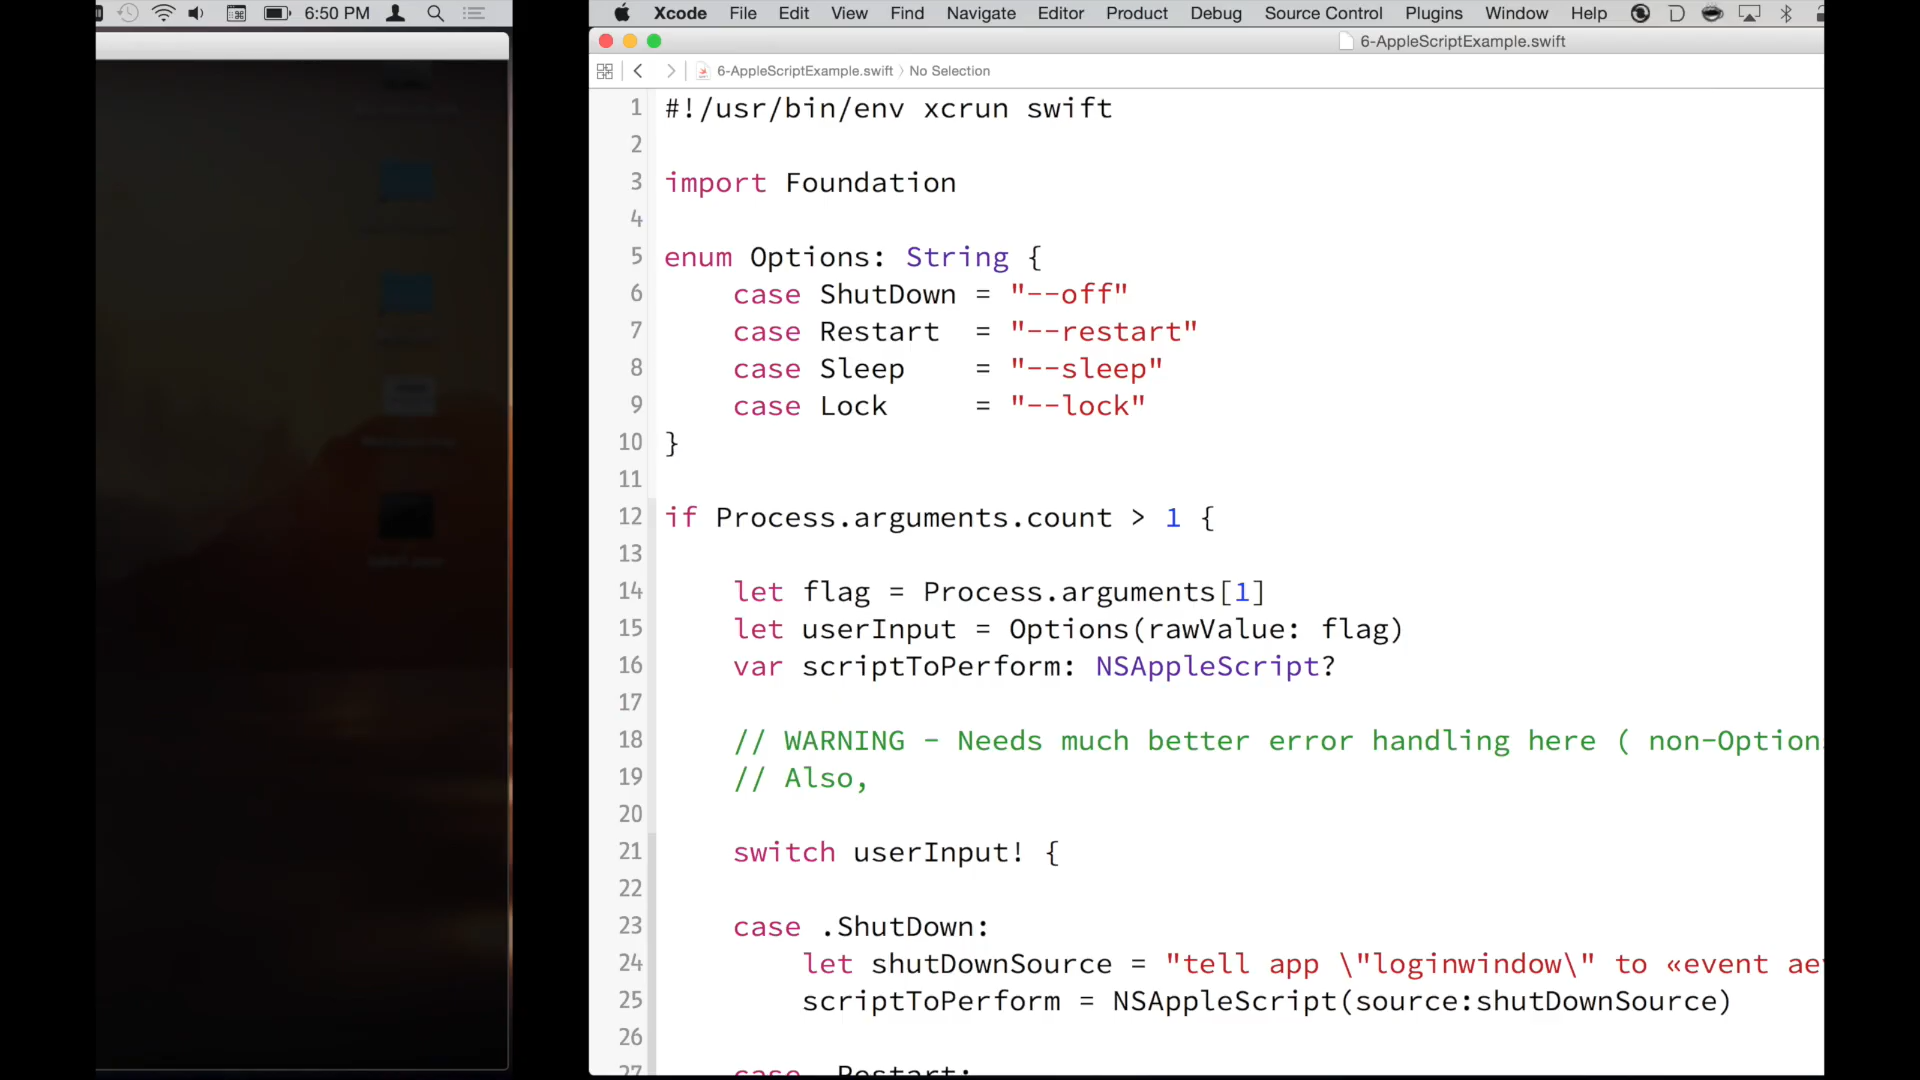 6:50 PM
Xcode File Edit View Find Navigate Editor Product Debug Source Control Plugins Window Help
6-AppleScriptExample.swift
6-AppleScriptExample.swift 〉 No Selection
1 #!/usr/bin/env xcrun swift
2
3 import Foundation
4
5 enum Options: String {
6 case ShutDown = "--off"
7 case Restart = "--restart"
8 case Sleep = "--sleep"
9 case Lock = "--lock"
10 }
11
12 if Process.arguments.count > 1 {
13
14 let flag = Process.arguments[1]
15 let userInput = Options(rawValue: flag)
16 var scriptToPerform: NSAppleScript?
17
18 // WARNING - Needs much better error handling here ( non-Option
19 // Also,
20
21 switch userInput! {
22
23 case .ShutDown:
24 let shutDownSource = "tell app \"loginwindow\" to «event ae
25 scriptToPerform = NSAppleScript(source:shutDownSource)
26
27 case .Restart: